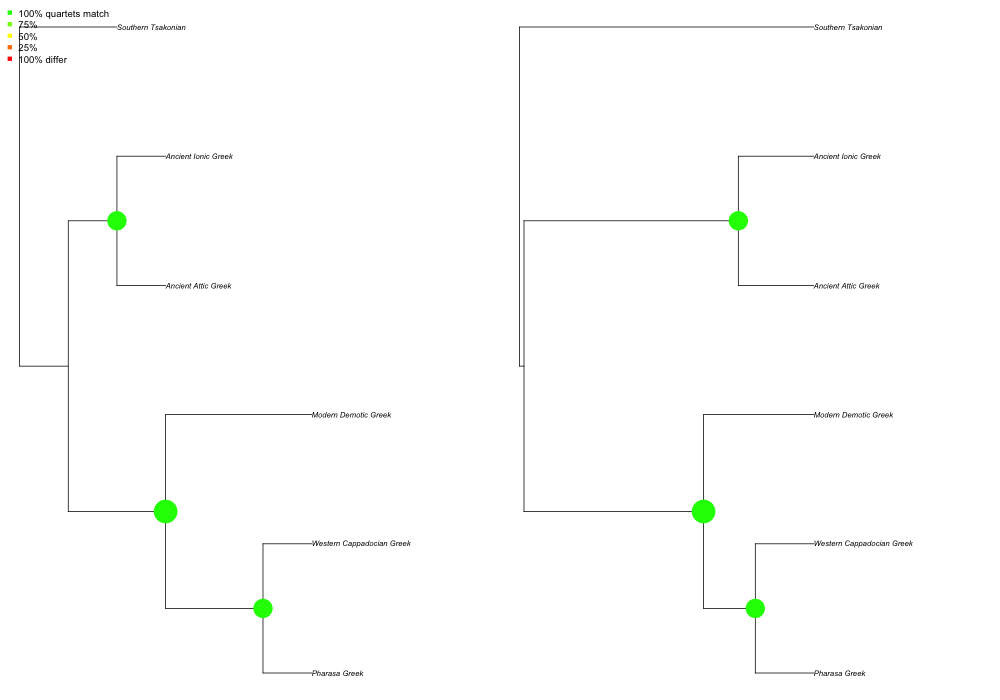 100% quartets match
75%
50%
25%
100% differ
Southern Tsakonian
Ancient Ionic Greek
Ancient Attic Greek
Modern Demotic Greek
Western Cappadocian Greek
Pharasa Greek
Southern Tsakonian
Ancient Ionic Greek
Ancient Attic Greek
Modern Demotic Greek
Western Cappadocian Greek
Pharasa Greek